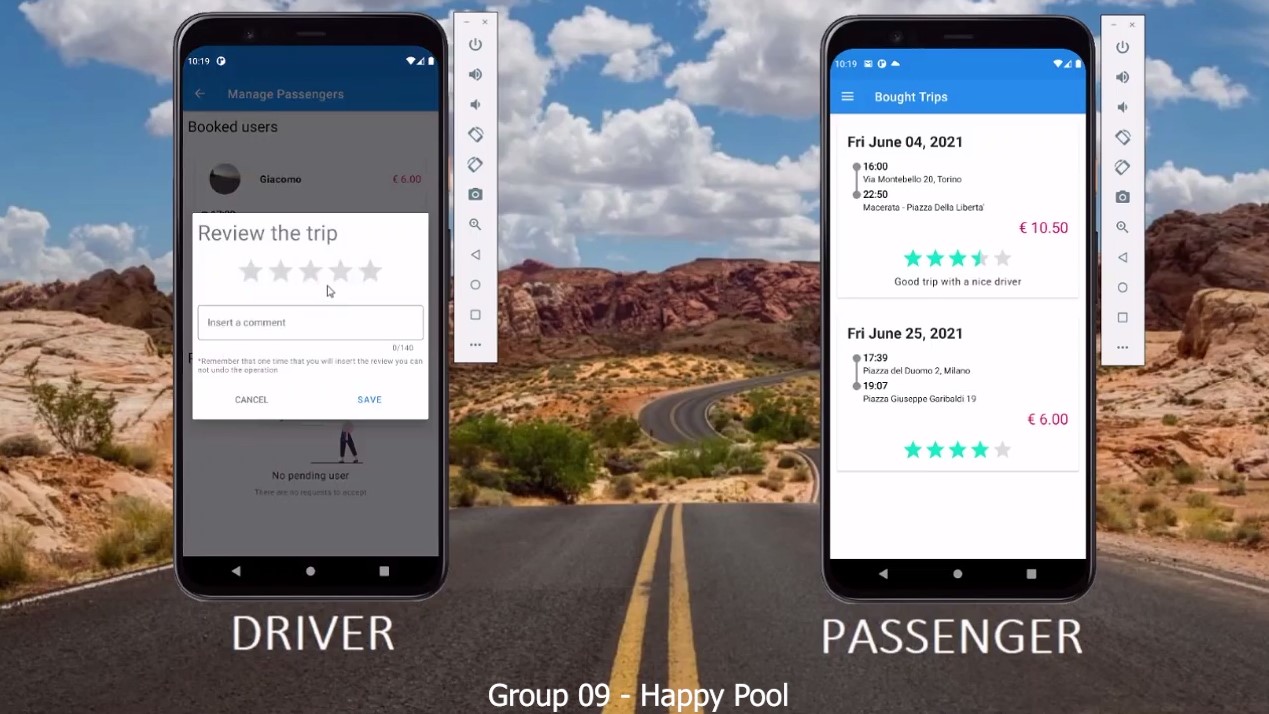 10:19
Manage Passengers
Booked users
Giacomo
€ 6.00
Review the trip
Insert a comment
0/140
*Remember that one time that you will insert the review you can
not undo the operation
CANCEL
SAVE
No pending user
There are no requests to accept
DRIVER
10:19
Bought Trips
Fri June 04, 2021
16:00
Via Montebello 20, Torino
22:50
Macerata - Piazza Della Liberta'
€ 10.50
Good trip with a nice driver
Fri June 25, 2021
17:39
Piazza del Duomo 2, Milano
19:07
Piazza Giuseppe Garibaldi 19
€ 6.00
PASSENGER
Group 09 - Happy Pool